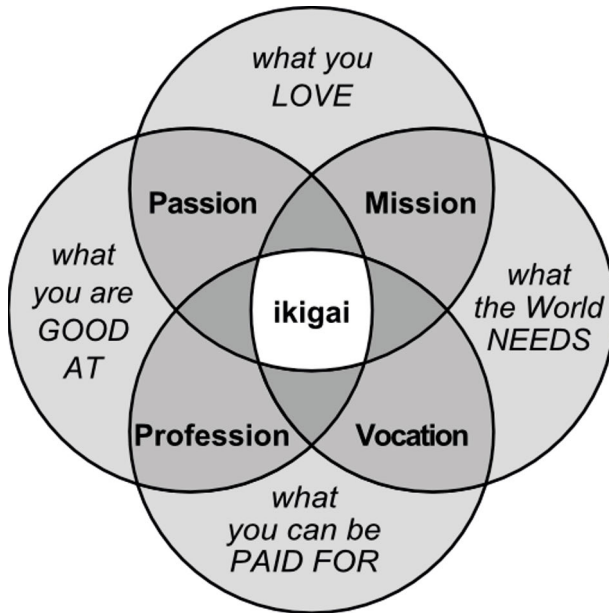 what you
LOVE
Passion
Mission
what
you are
GOOD
AT
ikigai
what
the World
NEEDS
Profession
Vocation
what
you can be
PAID FOR